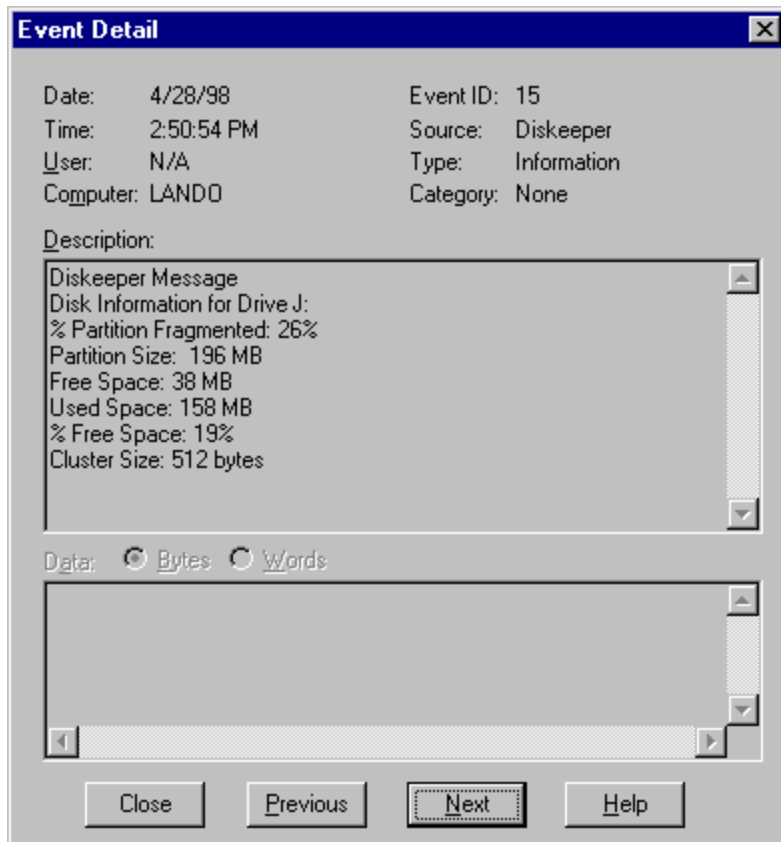 Event Detail
Date: 4/28/98 Event ID: 15
Time: 2:50:54 PM Source: Diskeeper
User: N/A Type: Information
Computer: LANDO Category: None
Description:
Diskeeper Message
Disk Information for Drive J:
% Partition Fragmented: 26%
Partition Size:  196 MB
Free Space: 38 MB
Used Space: 158 MB
% Free Space: 19%
Cluster Size: 512 bytes
Data: Bytes Words
Close Previous Next Help